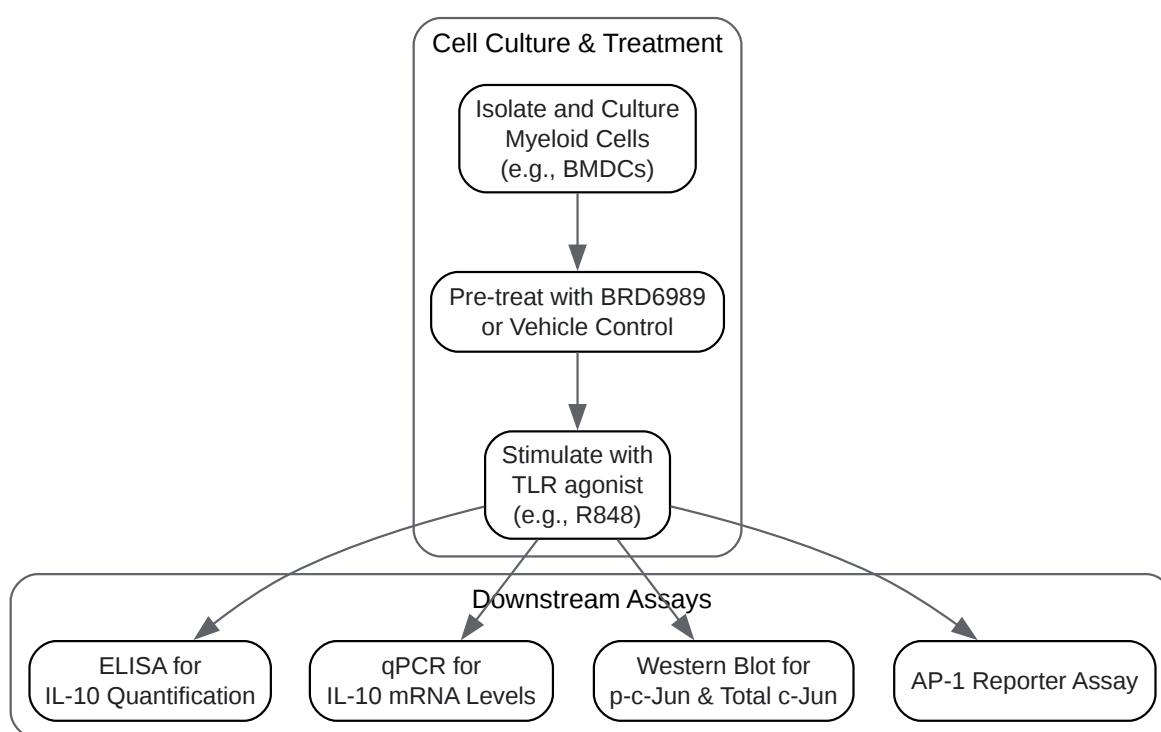 Cell Culture & Treatment
Isolate and Culture
Myeloid Cells
(e.g., BMDCs)
Pre-treat with BRD6989
or Vehicle Control
Stimulate with
TLR agonist
(e.g., R848)
Downstream Assays
ELISA for
IL-10 Quantification
qPCR for
IL-10 mRNA Levels
Western Blot for
p-c-Jun & Total c-Jun
AP-1 Reporter Assay